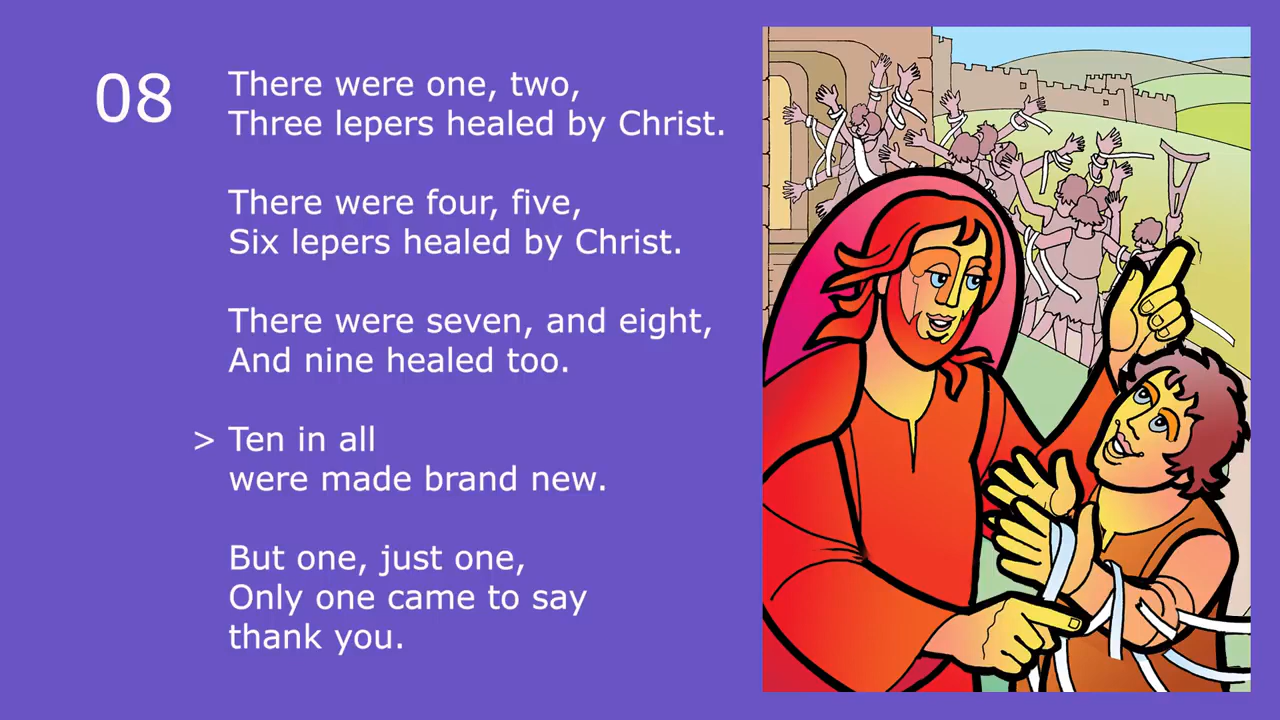 08
There were one, two,
Three lepers healed by Christ.
There were four, five,
Six lepers healed by Christ.
There were seven, and eight,
And nine healed too.
> Ten in all
were made brand new.
But one, just one,
Only one came to say
thank you.